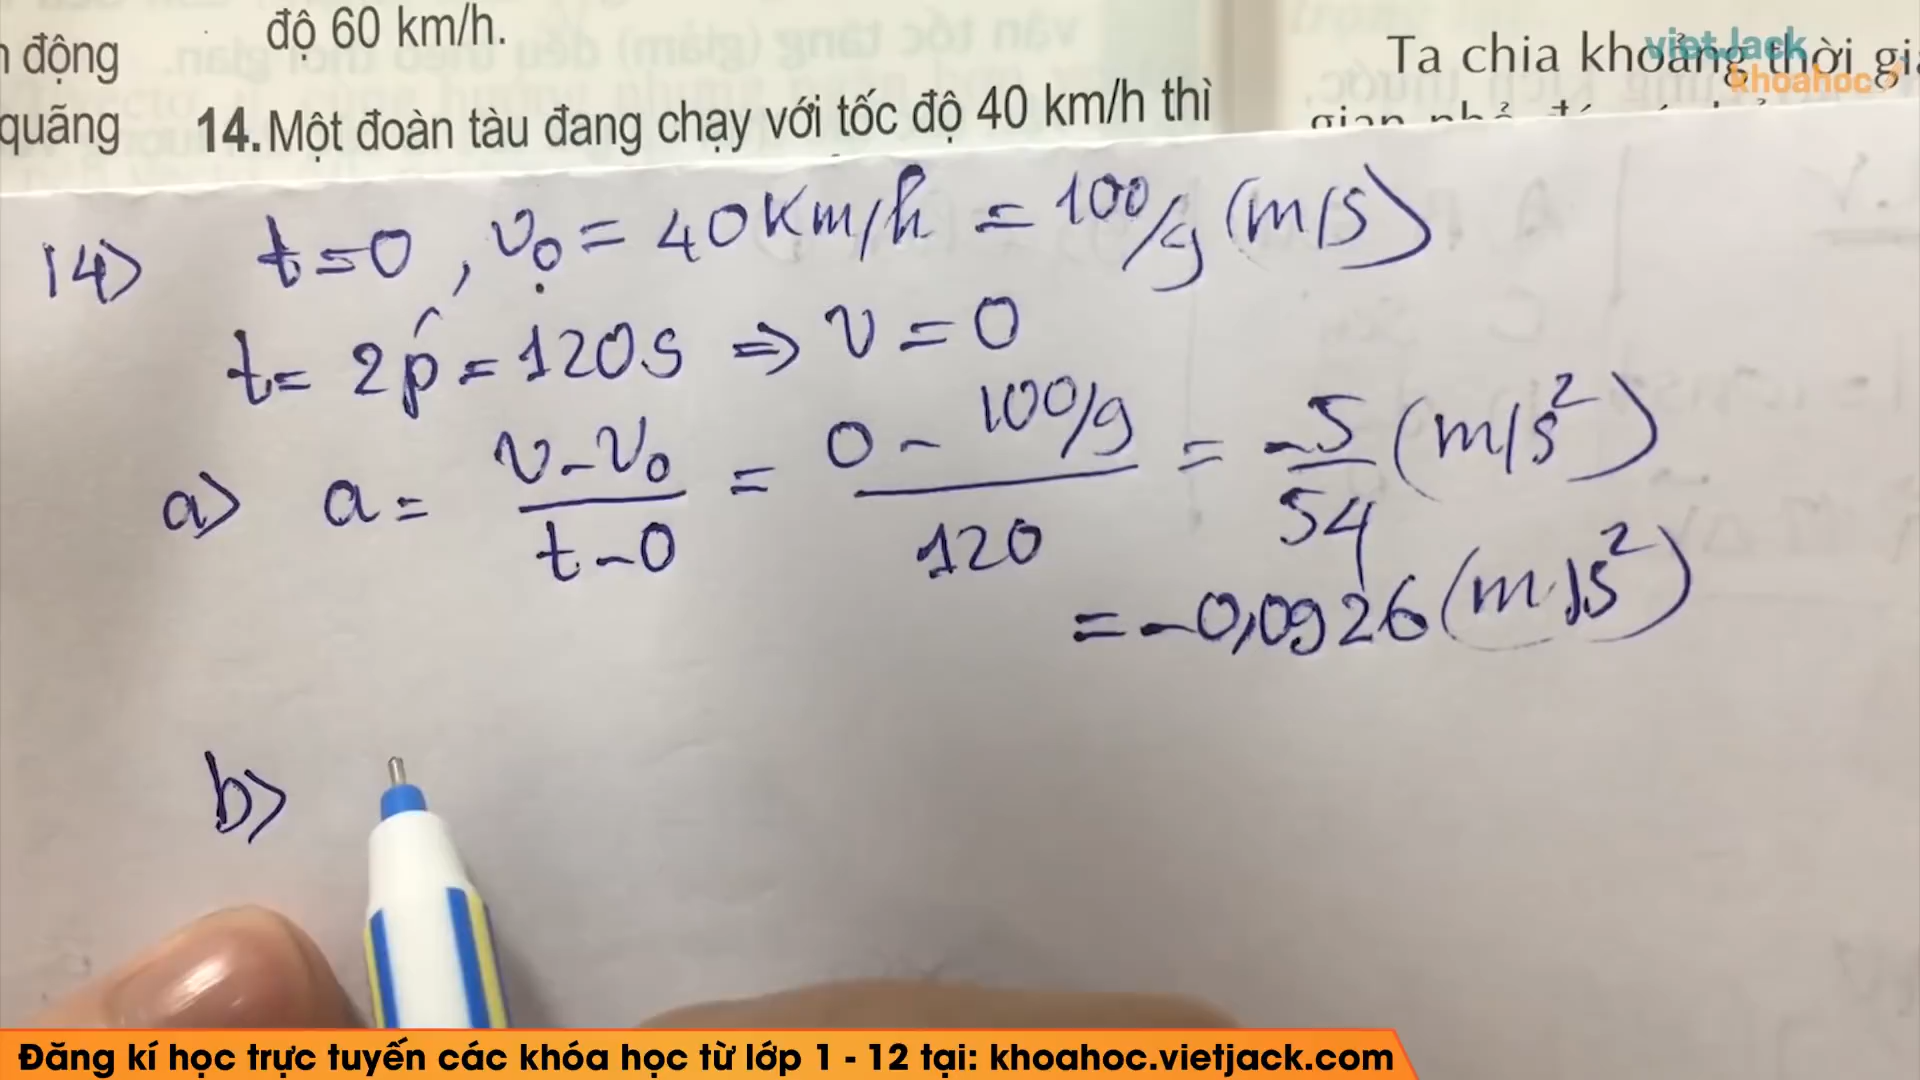 độ 60 km/h.
động
quãng
14. Một đoàn tàu đang chạy với tốc độ 40 km/h thì
Ta chia khoảng thời gi
vietJack
khoahoc
14) t=0, v₀ = 40Km/h = 100/9 (m/s)
t= 2p' = 120s => v = 0
a) a = (v-v₀)/(t-0) = (0 - 100/9)/120 = -5/54 (m/s²)
= -0,0926 (m/s²)
b)
Đăng kí học trực tuyến các khóa học từ lớp 1 - 12 tại: khoahoc.vietjack.com